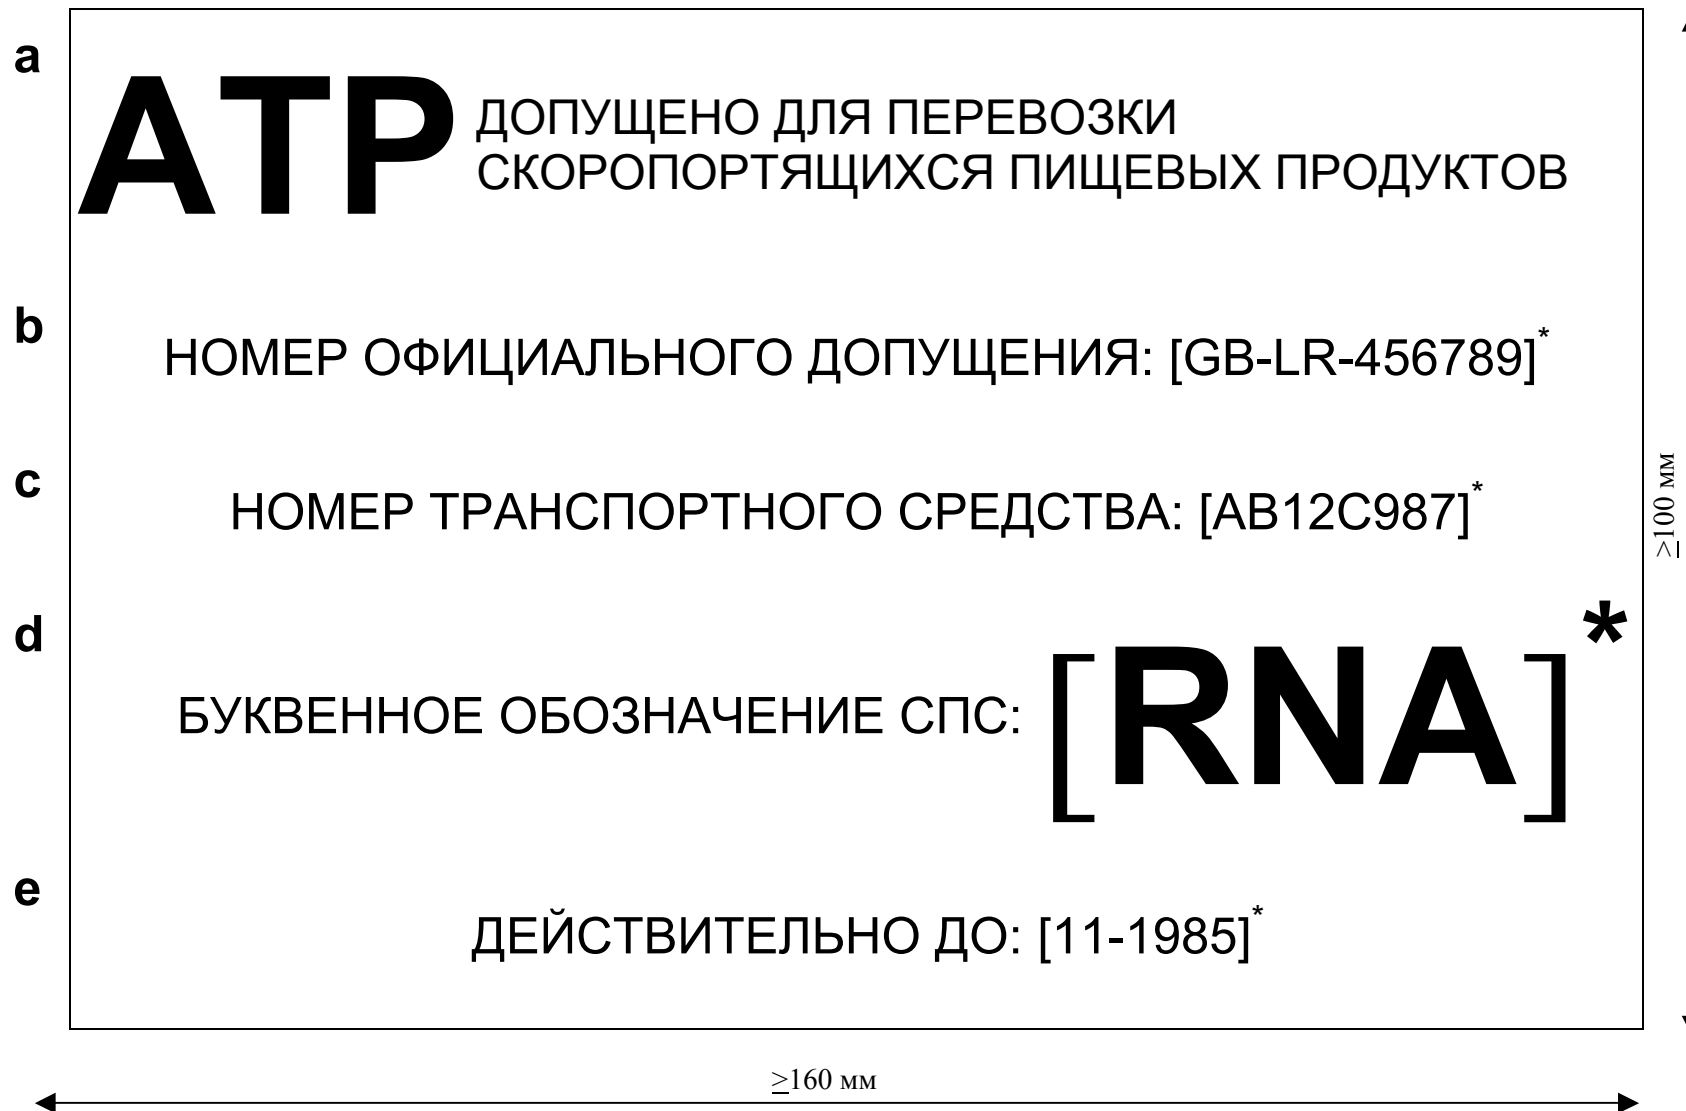 a
ATP ДОПУЩЕНО ДЛЯ ПЕРЕВОЗКИ
СКОРОПОРТЯЩИХСЯ ПИЩЕВЫХ ПРОДУКТОВ
b
НОМЕР ОФИЦИАЛЬНОГО ДОПУЩЕНИЯ: [GB-LR-456789]*
c
НОМЕР ТРАНСПОРТНОГО СРЕДСТВА: [AB12C987]*
d
БУКВЕННОЕ ОБОЗНАЧЕНИЕ СПС: [RNA]*
e
ДЕЙСТВИТЕЛЬНО ДО: [11-1985]*
≥100 мм
≥160 мм